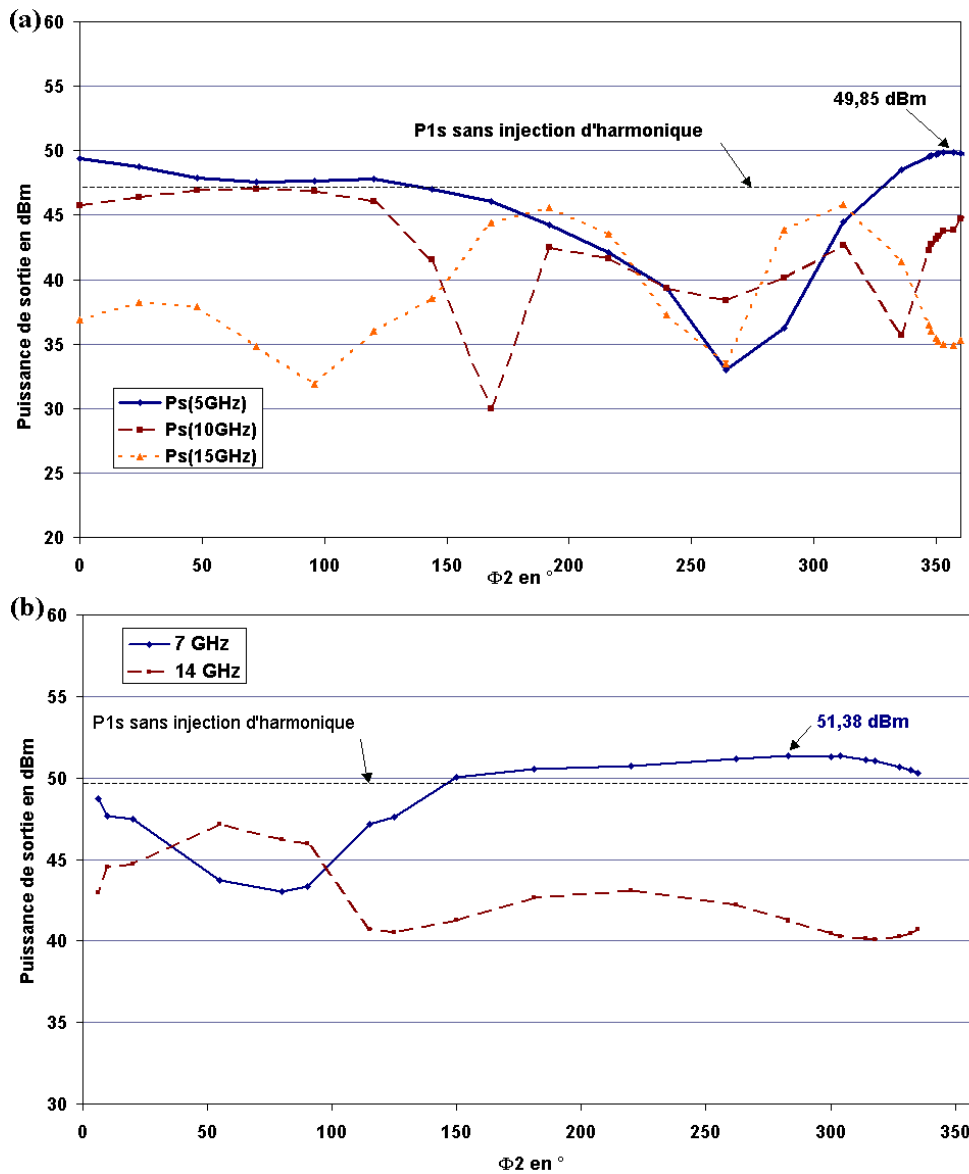 (a)
60
55
50
45
40
35
30
25
20
Puissance de sortie en dBm
49,85 dBm
P1s sans injection d'harmonique
Ps(5GHz)
Ps(10GHz)
Ps(15GHz)
0
50
100
150
200
250
300
350
Φ2 en °
(b)
60
55
50
45
40
35
30
Puissance de sortie en dBm
7 GHz
14 GHz
P1s sans injection d'harmonique
51,38 dBm
0
50
100
150
200
250
300
350
Φ2 en °